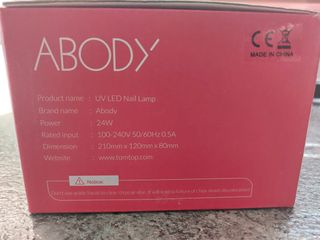 ABODY
CE
MADE IN CHINA
Product name : UV LED Nail Lamp
Brand name : Abody
Power : 24W
Rated input : 100-240V 50/60Hz 0.5A
Dimension : 210mm x 120mm x 80mm
Website : www.tomtop.com
Notice